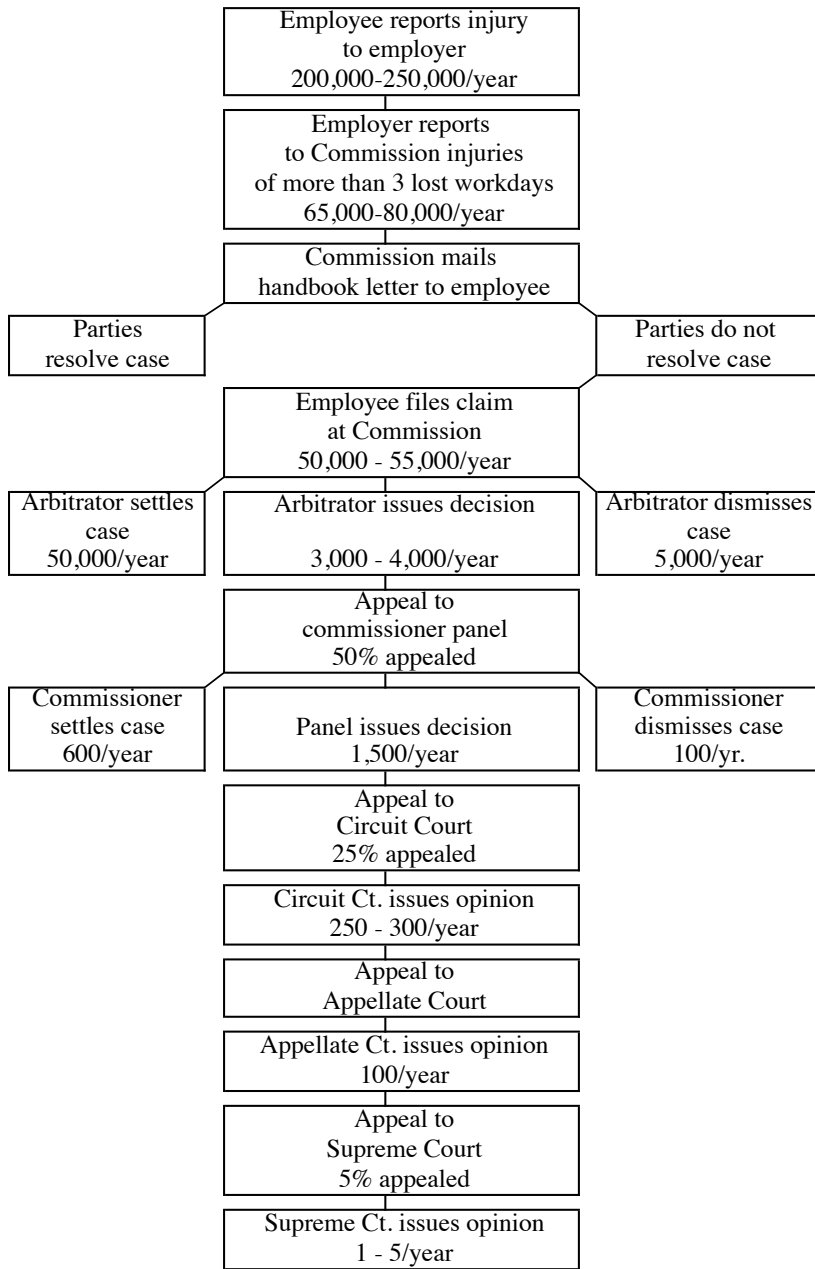 Employee reports injury
to employer
200,000-250,000/year
Employer reports
to Commission injuries
of more than 3 lost workdays
65,000-80,000/year
Commission mails
handbook letter to employee
Parties
resolve case
Parties do not
resolve case
Employee files claim
at Commission
50,000 - 55,000/year
Arbitrator settles
case
50,000/year
Arbitrator issues decision
3,000 - 4,000/year
Arbitrator dismisses
case
5,000/year
Appeal to
commissioner panel
50% appealed
Commissioner
settles case
600/year
Panel issues decision
1,500/year
Commissioner
dismisses case
100/yr.
Appeal to
Circuit Court
25% appealed
Circuit Ct. issues opinion
250 - 300/year
Appeal to
Appellate Court
Appellate Ct. issues opinion
100/year
Appeal to
Supreme Court
5% appealed
Supreme Ct. issues opinion
1 - 5/year